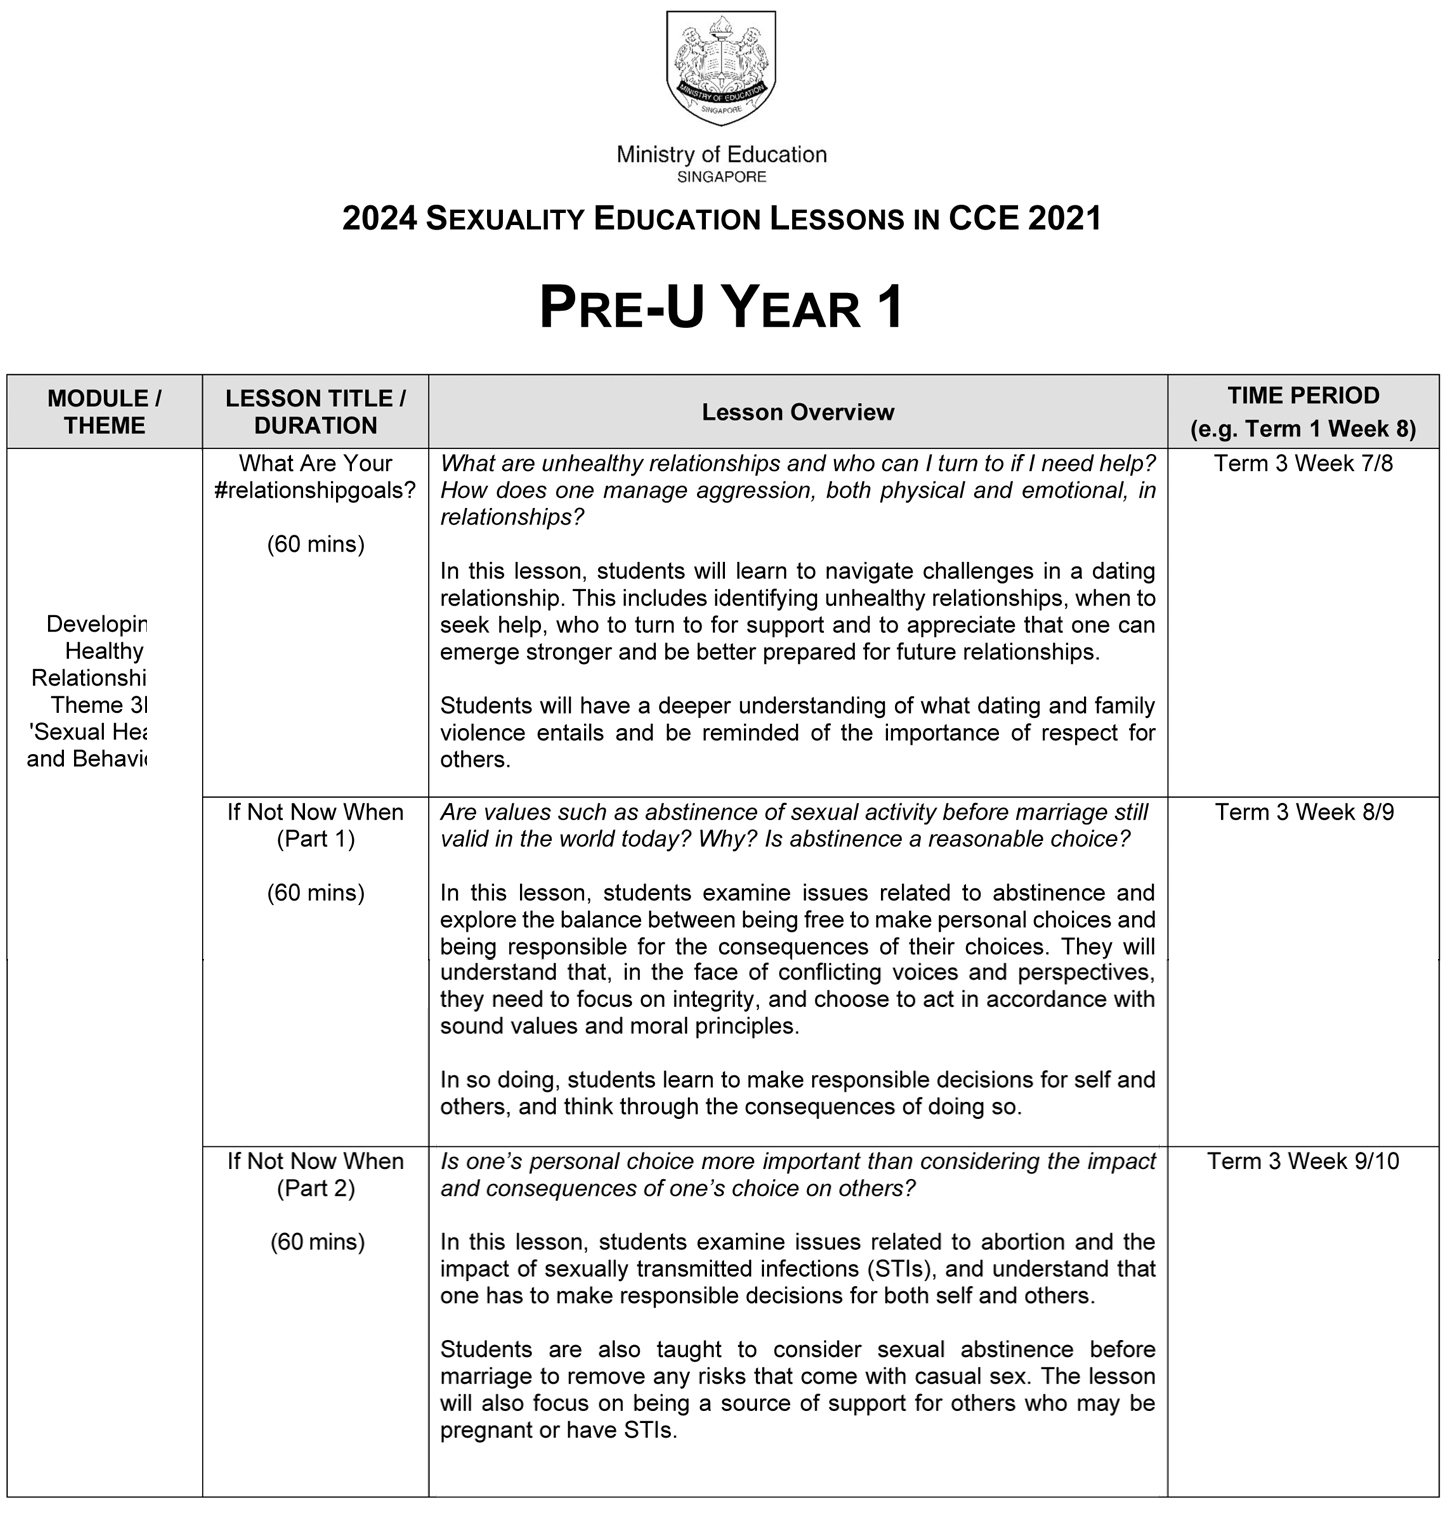 MINISTRY OF EDUCATION
SINGAPORE
Ministry of Education
SINGAPORE
2024 SEXUALITY EDUCATION LESSONS IN CCE 2021
PRE-U YEAR 1
MODULE /
THEME
LESSON TITLE /
DURATION
Lesson Overview
TIME PERIOD
(e.g. Term 1 Week 8)
Healthy
Theme
'Sexual
and
What Are Your
#relationshipgoals?
(60 mins)
What are unhealthy relationships and who can I turn to if I need help?
How does one manage aggression, both physical and emotional, in
relationships?
In this lesson, students will learn to navigate challenges in a dating
relationship. This includes identifying unhealthy relationships, when to
seek help, who to turn to for support and to appreciate that one can
emerge stronger and be better prepared for future relationships.
Students will have a deeper understanding of what dating and family
violence entails and be reminded of the importance of respect for
others.
Term 3 Week 7/8
If Not Now When
(Part 1)
(60 mins)
Are values such as abstinence of sexual activity before marriage still
valid in the world today? Why? Is abstinence a reasonable choice?
In this lesson, students examine issues related to abstinence and
explore the balance between being free to make personal choices and
being responsible for the consequences of their choices. They will
understand that, in the face of conflicting voices and perspectives,
they need to focus on integrity, and choose to act in accordance with
sound values and moral principles.
In so doing, students learn to make responsible decisions for self and
others, and think through the consequences of doing so.
Term 3 Week 8/9
If Not Now When
(Part 2)
(60 mins)
Is one's personal choice more important than considering the impact
and consequences of one's choice on others?
In this lesson, students examine issues related to abortion and the
impact of sexually transmitted infections (STIs), and understand that
one has to make responsible decisions for both self and others.
Students are also taught to consider sexual abstinence before
marriage to remove any risks that come with casual sex. The lesson
will also focus on being a source of support for others who may be
pregnant or have STIs.
Term 3 Week 9/10